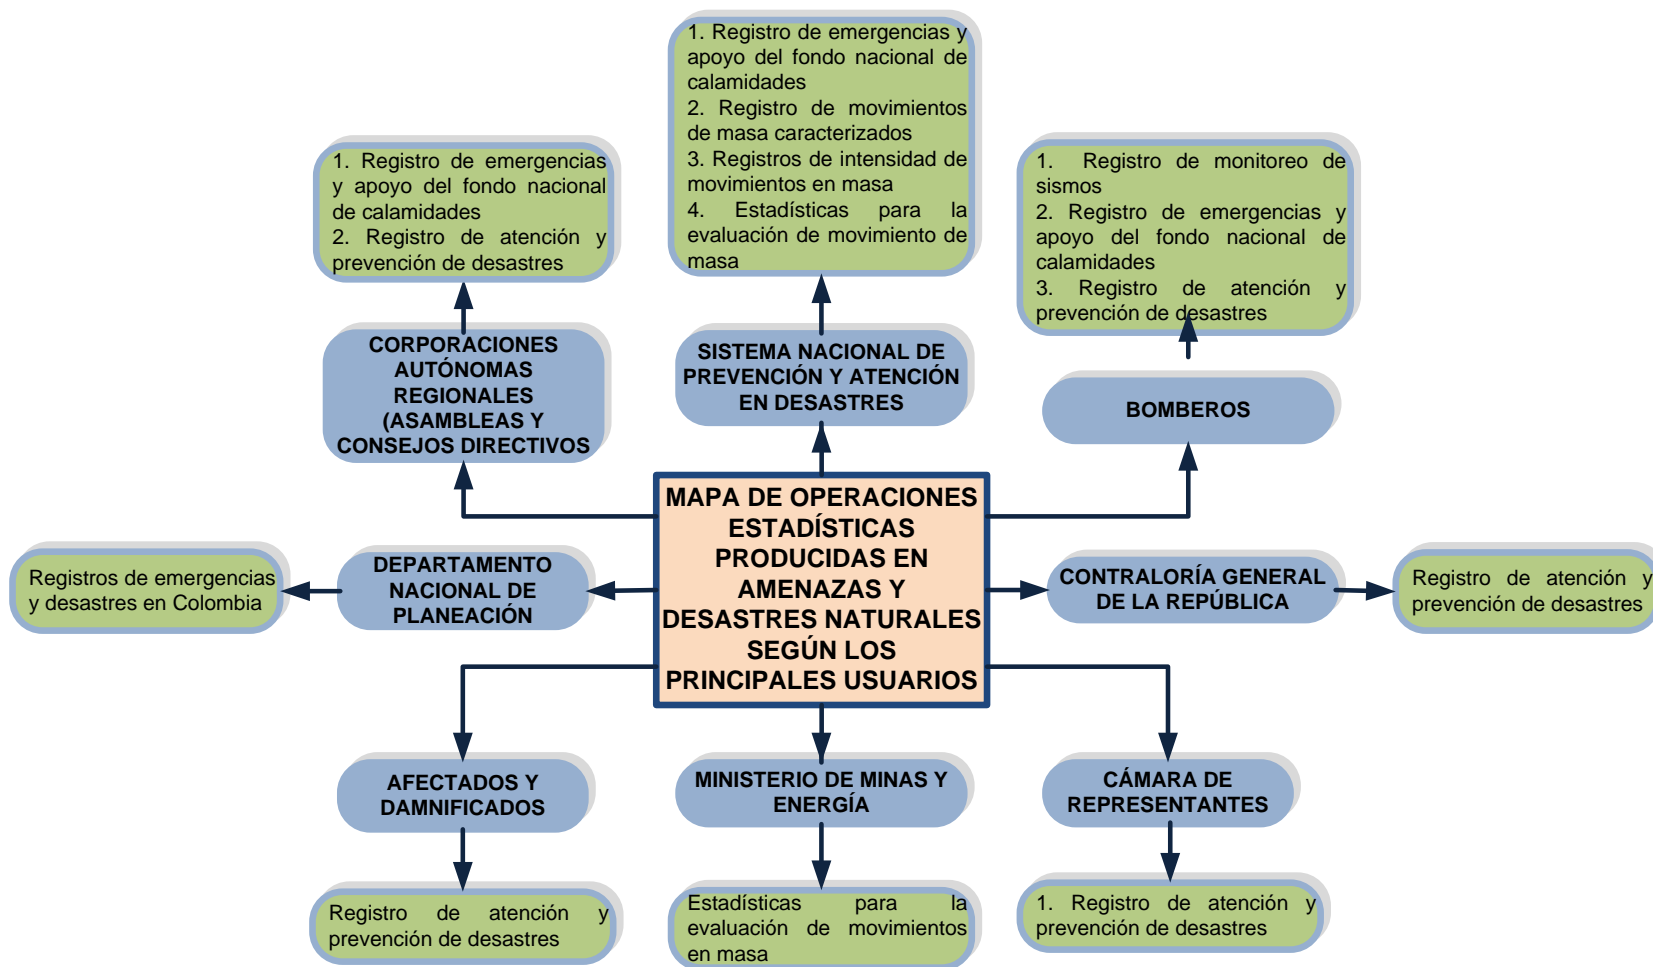 1. Registro de emergencias y
apoyo del fondo nacional de
calamidades
2. Registro de movimientos
de masa caracterizados
3. Registros de intensidad de
movimientos en masa
4. Estadísticas para la
evaluación de movimiento de
masa
1. Registro de emergencias
y apoyo del fondo nacional
de calamidades
2. Registro de atención y
prevención de desastres
1. Registro de monitoreo de
sismos
2. Registro de emergencias y
apoyo del fondo nacional de
calamidades
3. Registro de atención y
prevención de desastres
CORPORACIONES
AUTÓNOMAS
REGIONALES
(ASAMBLEAS Y
CONSEJOS DIRECTIVOS
SISTEMA NACIONAL DE
PREVENCIÓN Y ATENCIÓN
EN DESASTRES
BOMBEROS
MAPA DE OPERACIONES
ESTADÍSTICAS
PRODUCIDAS EN
AMENAZAS Y
DESASTRES NATURALES
SEGÚN LOS
PRINCIPALES USUARIOS
Registros de emergencias
y desastres en Colombia
DEPARTAMENTO
NACIONAL DE
PLANEACIÓN
CONTRALORÍA GENERAL
DE LA REPÚBLICA
Registro de atención y
prevención de desastres
AFECTADOS Y
DAMNIFICADOS
MINISTERIO DE MINAS Y
ENERGÍA
CÁMARA DE
REPRESENTANTES
Registro de atención y
prevención de desastres
Estadísticas para la
evaluación de movimientos
en masa
1. Registro de atención y
prevención de desastres